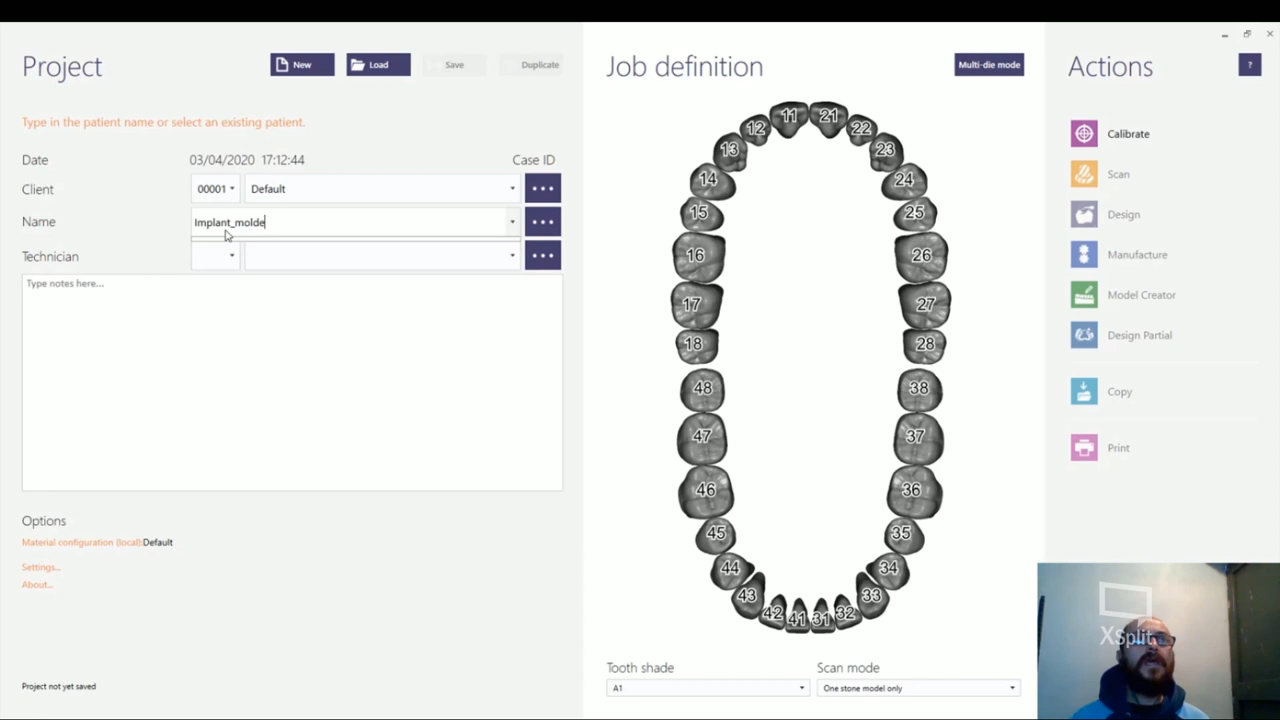 Project
New
Load
Save
Duplicate
Type in the patient name or select an existing patient.
Date
03/04/2020 17:12:44
Case ID
Client
00001
Default
Name
Implant_molde
Technician
Type notes here...
Options
Material configuration (local):Default
Settings...
About...
Project not yet saved
Job definition
Multi-die mode
11
21
12
22
13
23
14
24
15
25
16
26
17
27
18
28
48
38
47
37
46
36
45
35
44
34
43
33
42
41
31
32
Tooth shade
Scan mode
A1
One stone model only
Actions
?
Calibrate
Scan
Design
Manufacture
Model Creator
Design Partial
Copy
Print
XSplit